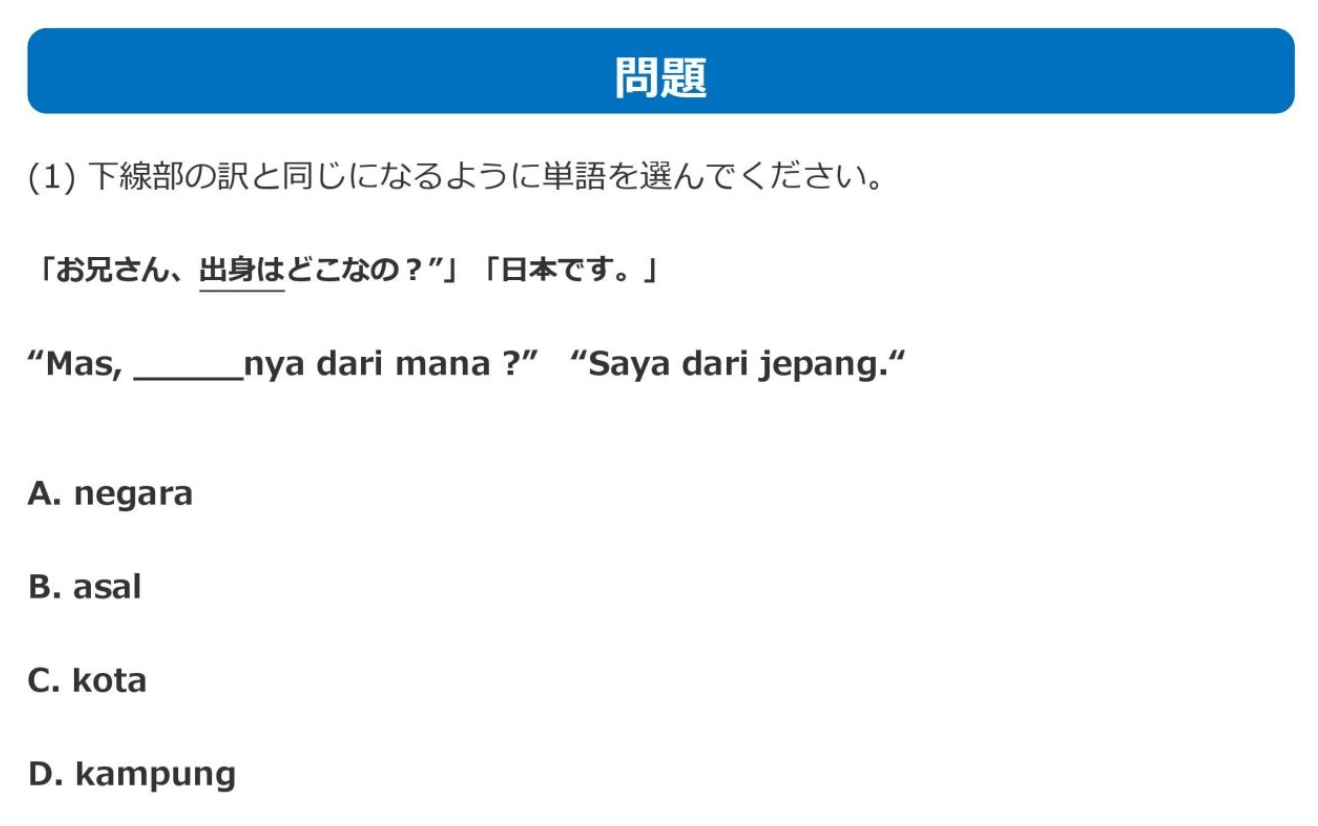 問題
(1) 下線部の訳と同じになるように単語を選んでください。
「お兄さん、出身はどこなの？”」「日本です。」
“Mas, ______nya dari mana ?” “Saya dari jepang.“
A. negara
B. asal
C. kota
D. kampung